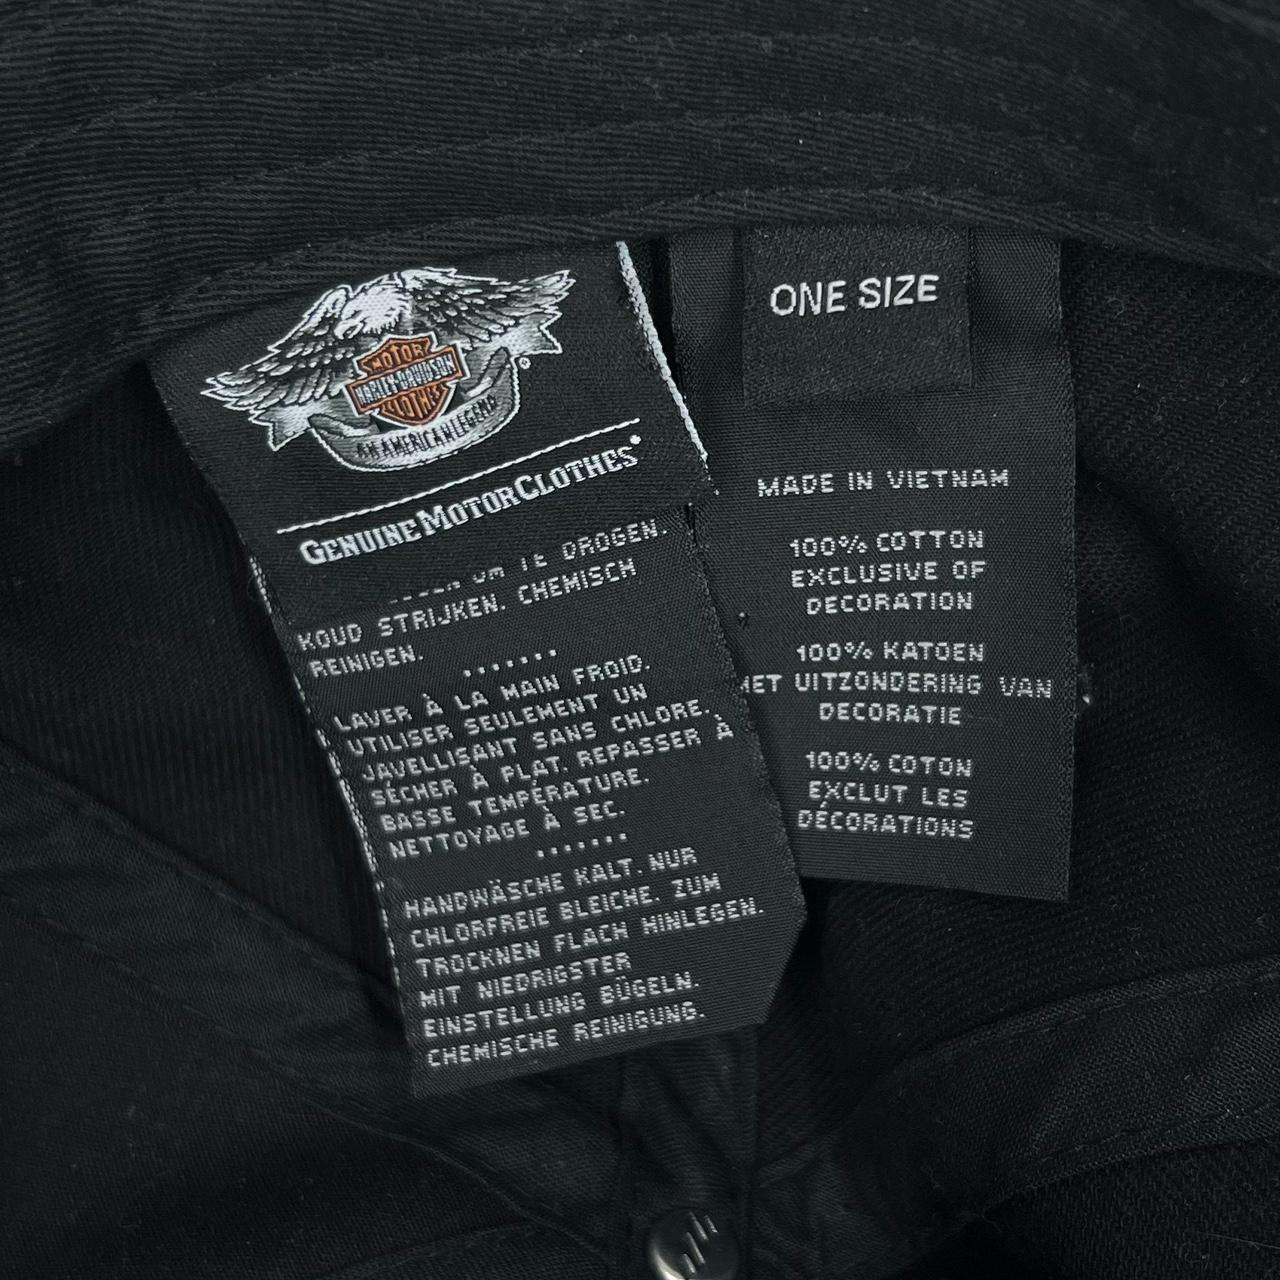 MOTOR
HARLEY-DAVIDSON
CLOTHES
AN AMERICAN LEGEND
®
GENUINE MOTORCLOTHES®
OM TE DROGEN.
KOUD STRIJKEN. CHEMISCH
REINIGEN.
.......
LAVER À LA MAIN FROID.
UTILISER SEULEMENT UN
JAVELLISANT SANS CHLORE.
SÉCHER À PLAT. REPASSER À
BASSE TEMPÉRATURE.
NETTOYAGE À SEC.
.......
HANDWÄSCHE KALT. NUR
CHLORFREIE BLEICHE. ZUM
TROCKNEN FLACH HINLEGEN.
MIT NIEDRIGSTER
EINSTELLUNG BÜGELN.
CHEMISCHE REINIGUNG.
ONE SIZE
MADE IN VIETNAM
100% COTTON
EXCLUSIVE OF
DECORATION
100% KATOEN
MET UITZONDERING VAN
DECORATIE
100% COTON
EXCLUT LES
DÉCORATIONS